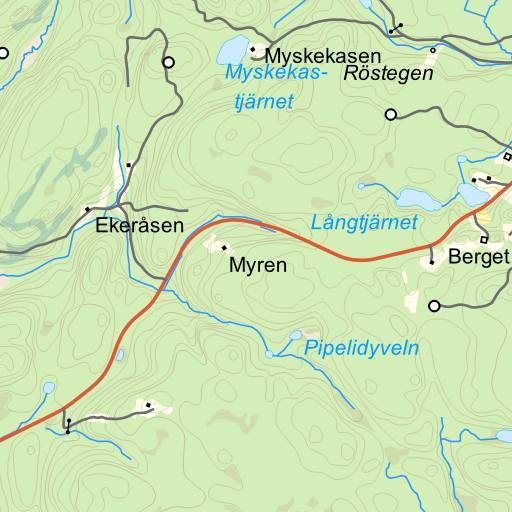 Myskekasen
Myskekas-
tjärnet
Röstegen
Ekeråsen
Långtjärnet
Myren
Berget
Pipelidyveln